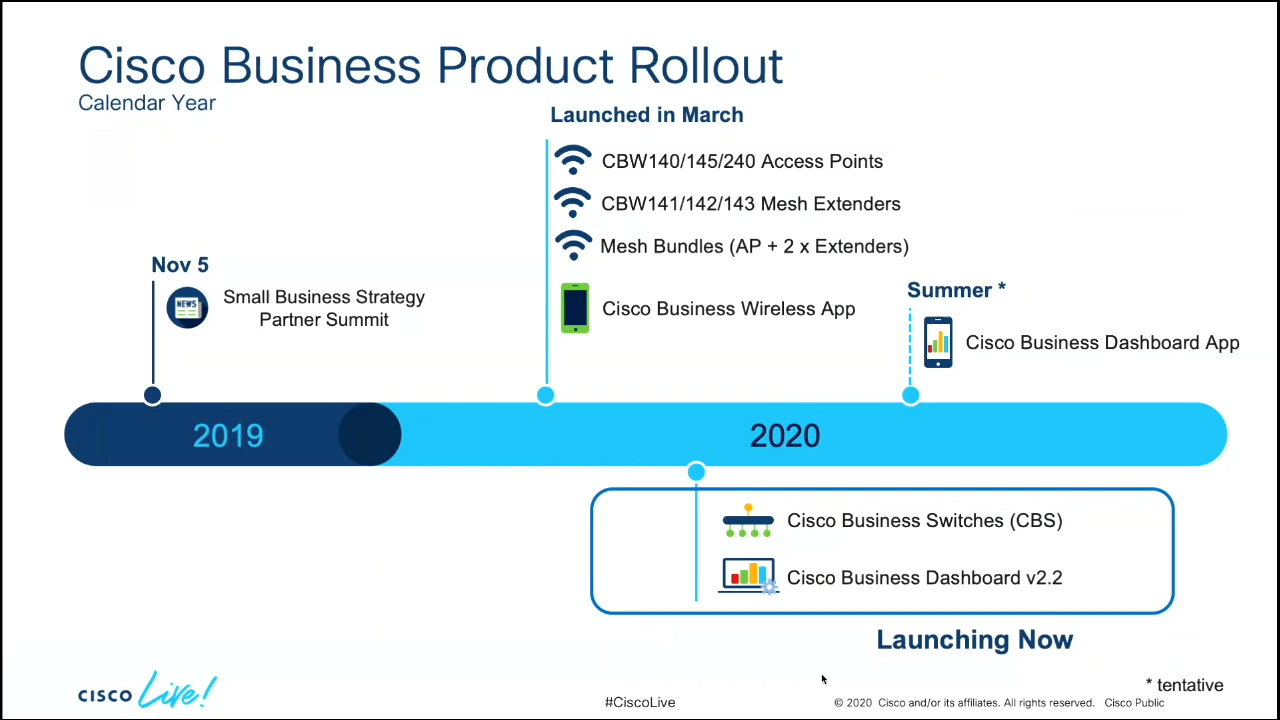 Cisco Business Product Rollout
Calendar Year
Launched in March
CBW140/145/240 Access Points
CBW141/142/143 Mesh Extenders
Mesh Bundles (AP + 2 x Extenders)
Cisco Business Wireless App
Nov 5
NEWS
Small Business Strategy
Partner Summit
Summer *
Cisco Business Dashboard App
2019
2020
Cisco Business Switches (CBS)
Cisco Business Dashboard v2.2
Launching Now
* tentative
CISCO Live!
#CiscoLive
© 2020 Cisco and/or its affiliates. All rights reserved. Cisco Public